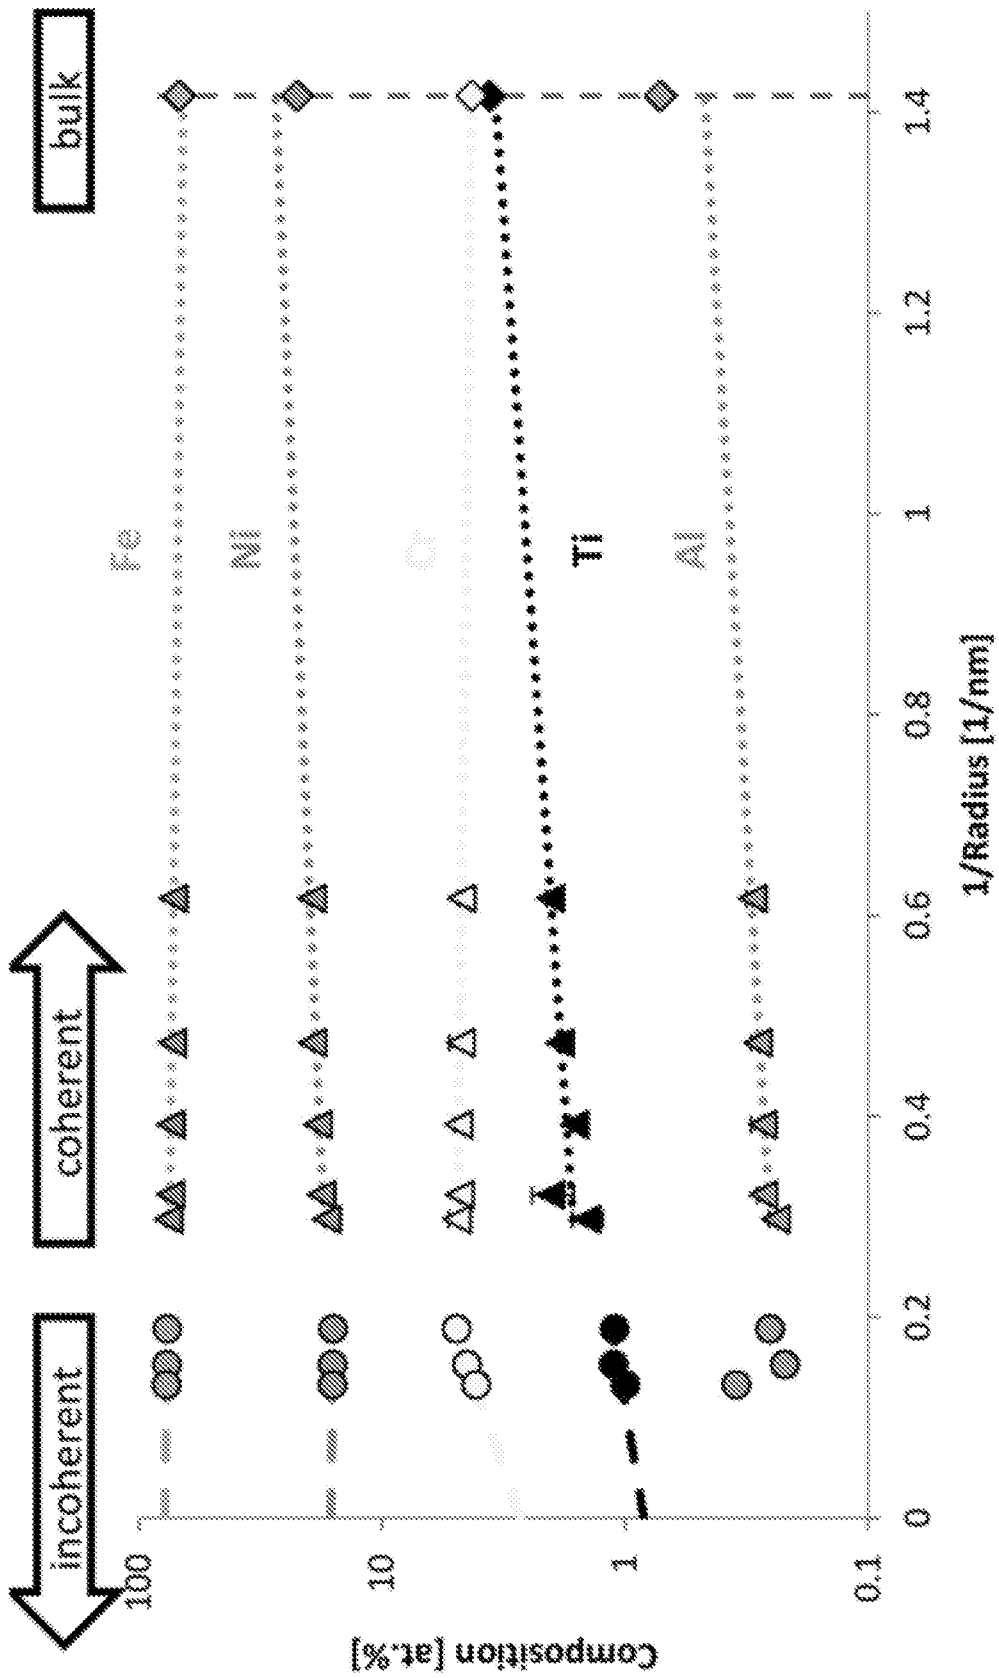 incoherent
coherent
bulk
100
10
1
0.1
Composition [at.%]
Fe
Ni
Cr
Ti
Al
0
0.2
0.4
0.6
0.8
1
1.2
1.4
1/Radius [1/nm]